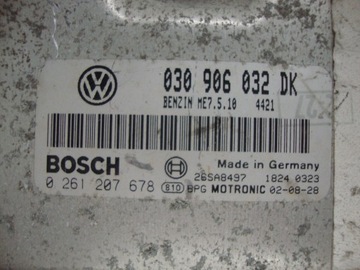 030 906 032 DK
BENZIN ME7.5.10 4421
BOSCH
Made in Germany
26SA8497 1824 0323
0 261 207 678 B10 BPG MOTRONIC 02-08-28